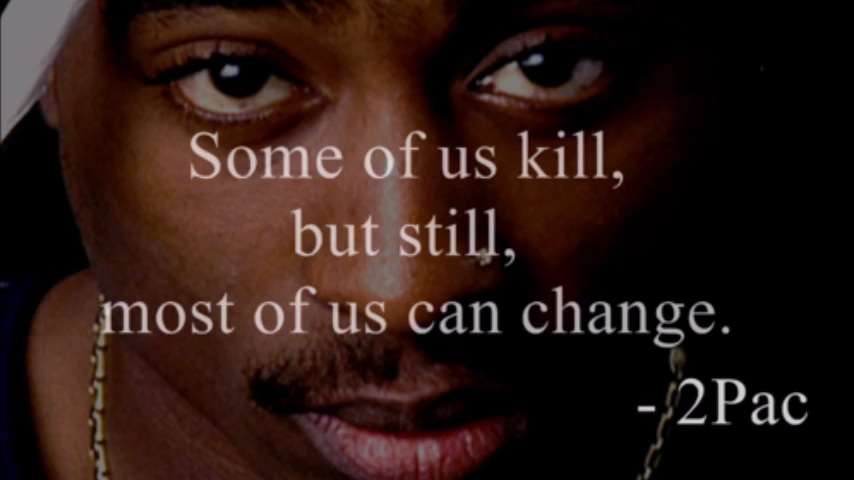 Some of us kill,
but still,
most of us can change.
- 2Pac